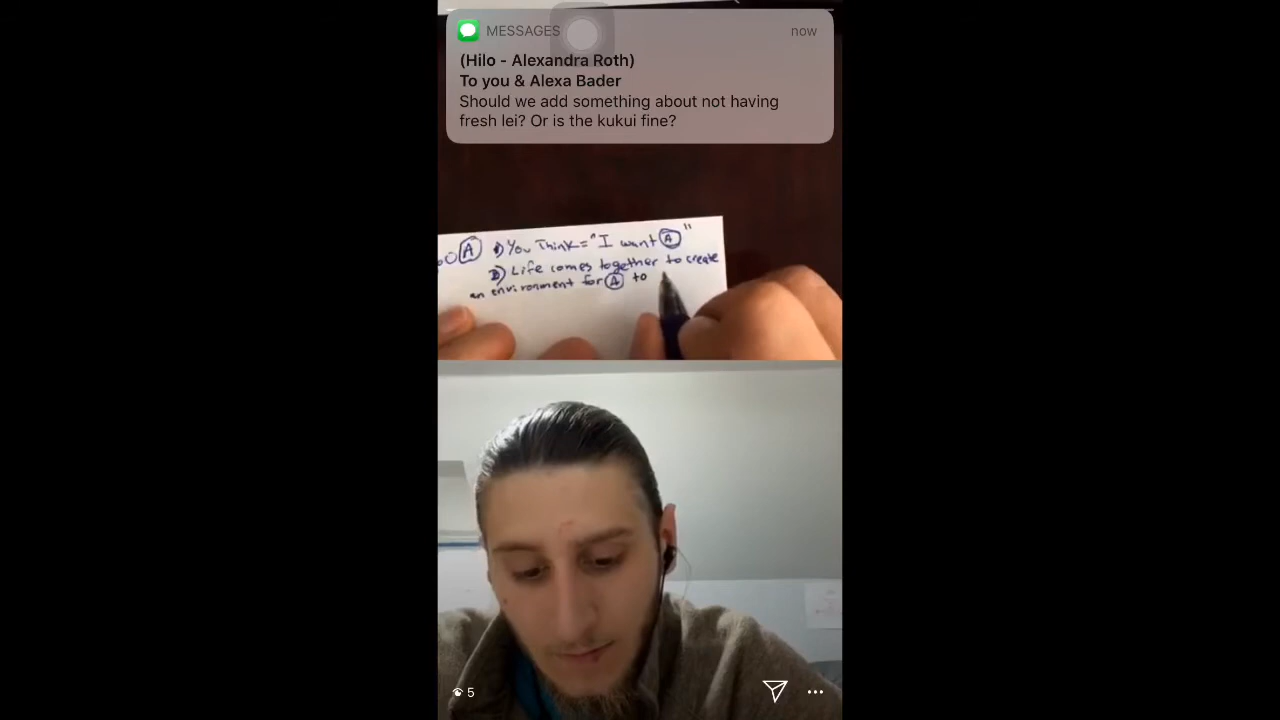 MESSAGES
now
(Hilo - Alexandra Roth)
To you & Alexa Bader
Should we add something about not having
fresh lei? Or is the kukui fine?
A 1) You Think = "I want A"
2) Life comes together to create
an environment for A to
5